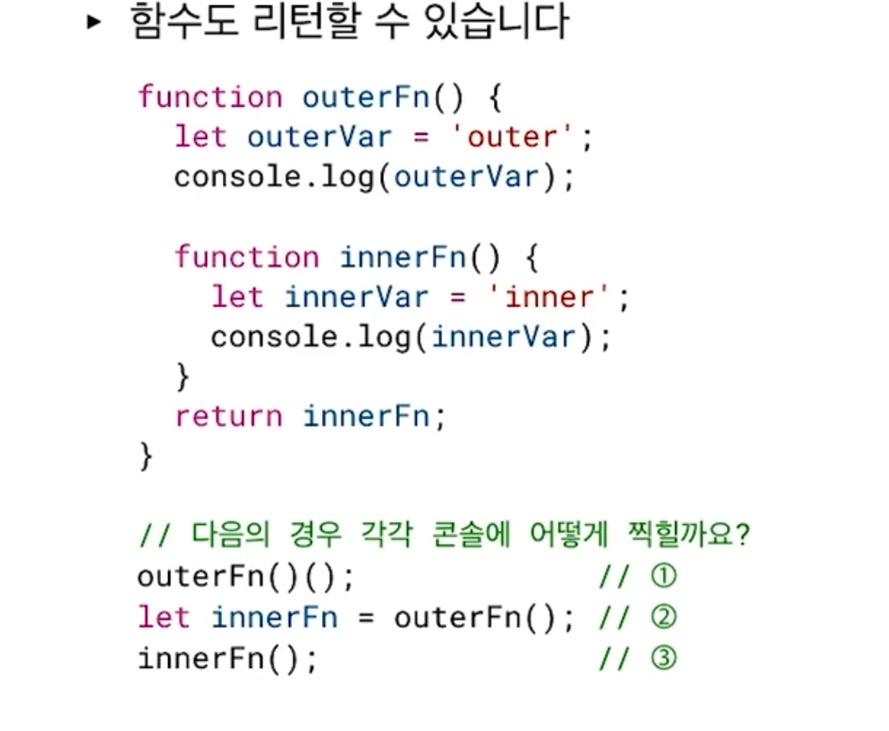 ▸ 함수도 리턴할 수 있습니다
function outerFn() {
  let outerVar = 'outer';
  console.log(outerVar);

  function innerFn() {
    let innerVar = 'inner';
    console.log(innerVar);
  }
  return innerFn;
}

// 다음의 경우 각각 콘솔에 어떻게 찍힐까요?
outerFn()();              // ①
let innerFn = outerFn(); // ②
innerFn();                // ③